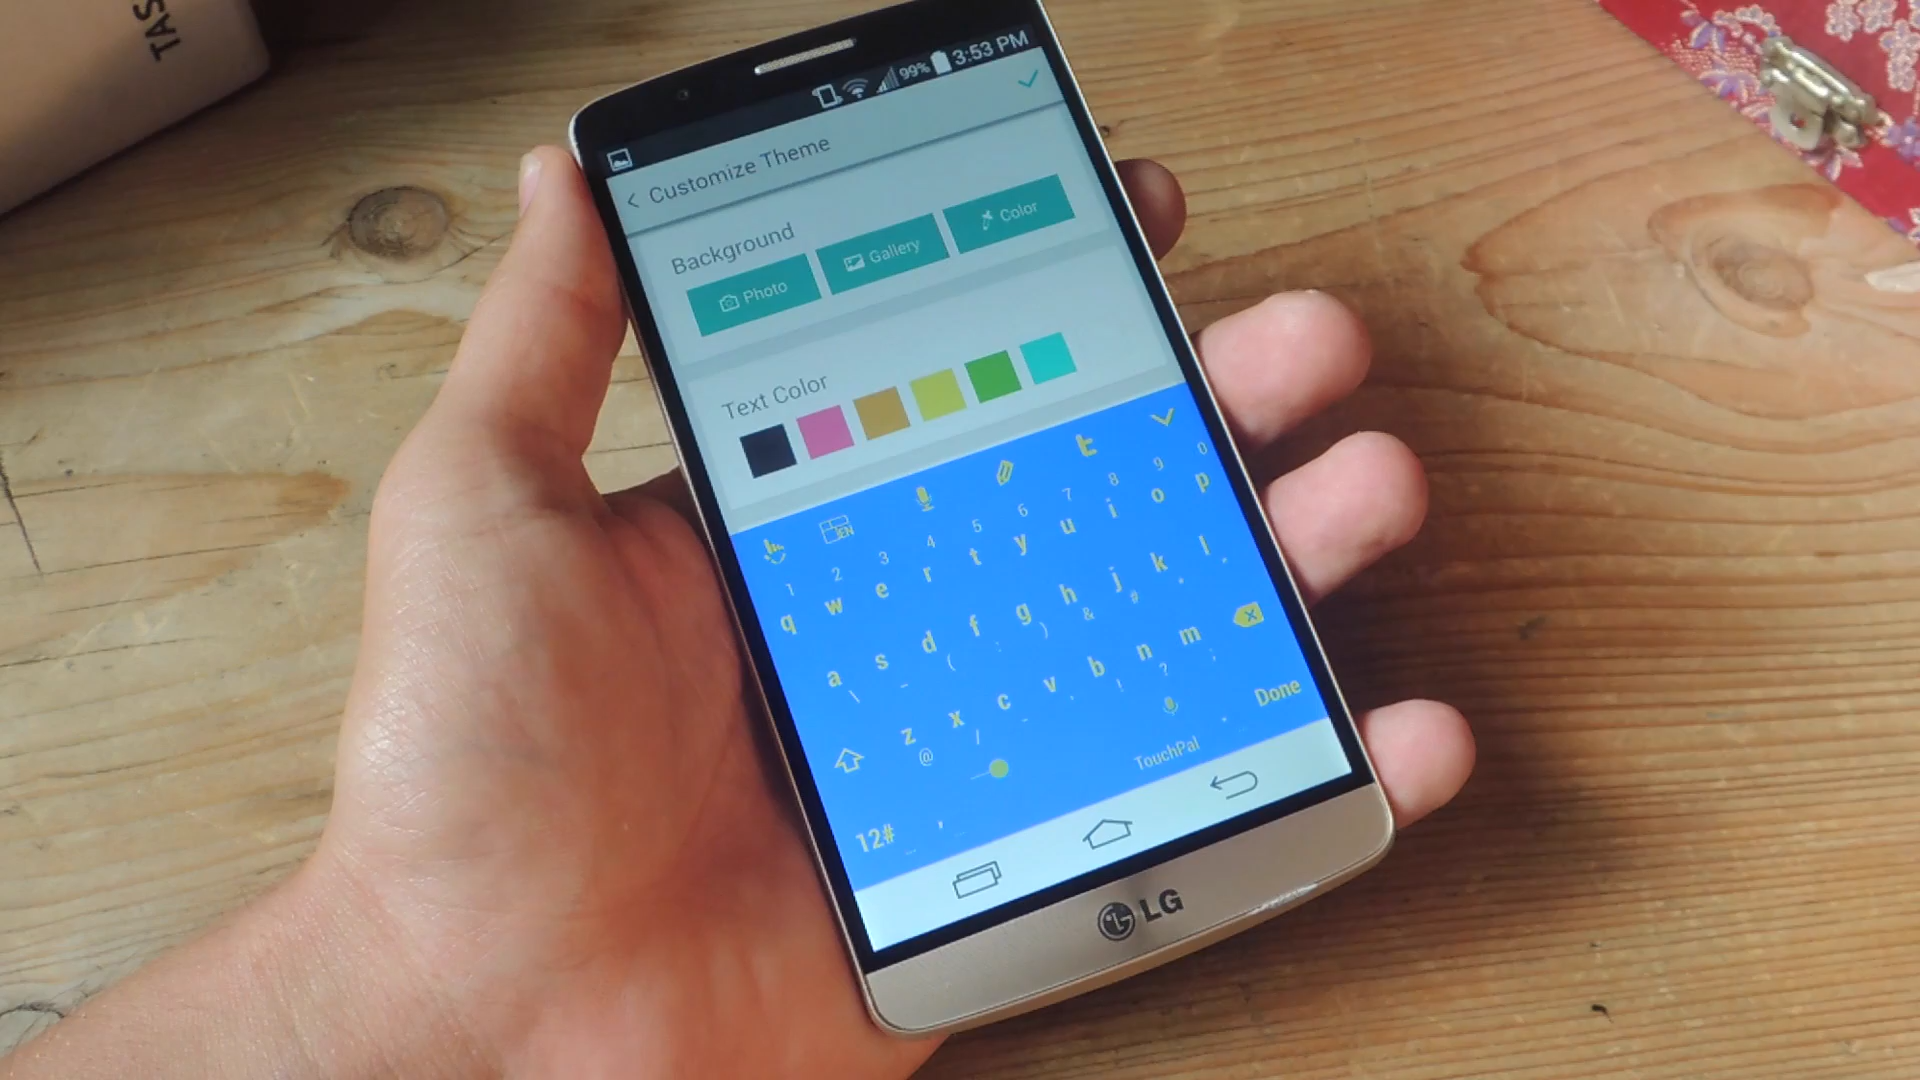 TAS
99% 3:53 PM
Customize Theme
Background
Photo Gallery Color
Text Color
EN
1 2 3 4 5 6 7 8 9 0
q w e r t y u i o p
a s d f g h j k l
\ _ ( : ) & # * '
z x c v b n m
@ / - , ! ? ;
12# , TouchPal . Done
LG